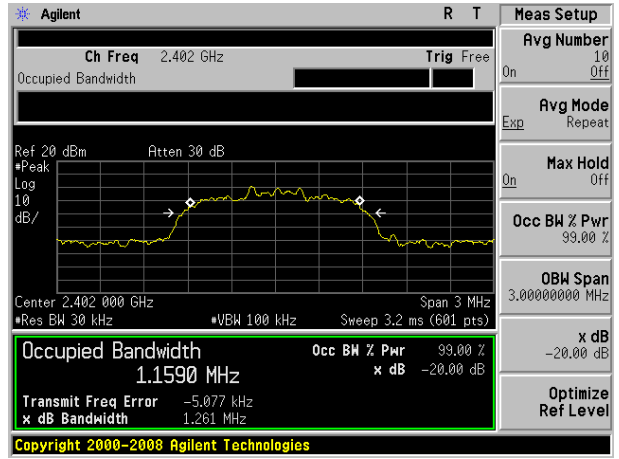 Agilent R T
Ch Freq 2.402 GHz Trig Free
Occupied Bandwidth
Ref 20 dBm Atten 30 dB
*Peak
Log
10
dB/
Center 2.402 000 GHz Span 3 MHz
*Res BW 30 kHz *VBW 100 kHz Sweep 3.2 ms (601 pts)
Occupied Bandwidth Occ BW % Pwr 99.00 %
1.1590 MHz x dB -20.00 dB
Transmit Freq Error -5.077 kHz
x dB Bandwidth 1.261 MHz
Copyright 2000-2008 Agilent Technologies
Meas Setup
Avg Number
10
On Off
Avg Mode
Exp Repeat
Max Hold
On Off
Occ BW % Pwr
99.00 %
OBW Span
3.00000000 MHz
x dB
-20.00 dB
Optimize
Ref Level